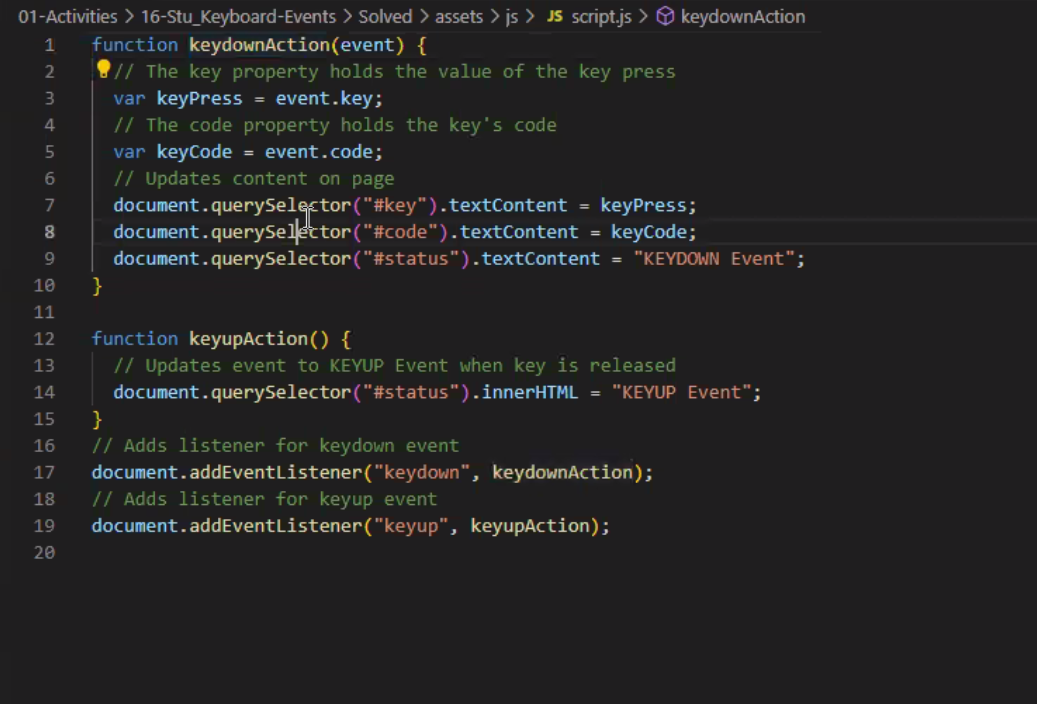 01-Activities > 16-Stu_Keyboard-Events > Solved > assets > js > JS script.js > keydownAction
1 function keydownAction(event) {
2 // The key property holds the value of the key press
3 var keyPress = event.key;
4 // The code property holds the key's code
5 var keyCode = event.code;
6 // Updates content on page
7 document.querySelector("#key").textContent = keyPress;
8 document.querySelector("#code").textContent = keyCode;
9 document.querySelector("#status").textContent = "KEYDOWN Event";
10 }
11
12 function keyupAction() {
13 // Updates event to KEYUP Event when key is released
14 document.querySelector("#status").innerHTML = "KEYUP Event";
15 }
16 // Adds listener for keydown event
17 document.addEventListener("keydown", keydownAction);
18 // Adds listener for keyup event
19 document.addEventListener("keyup", keyupAction);
20